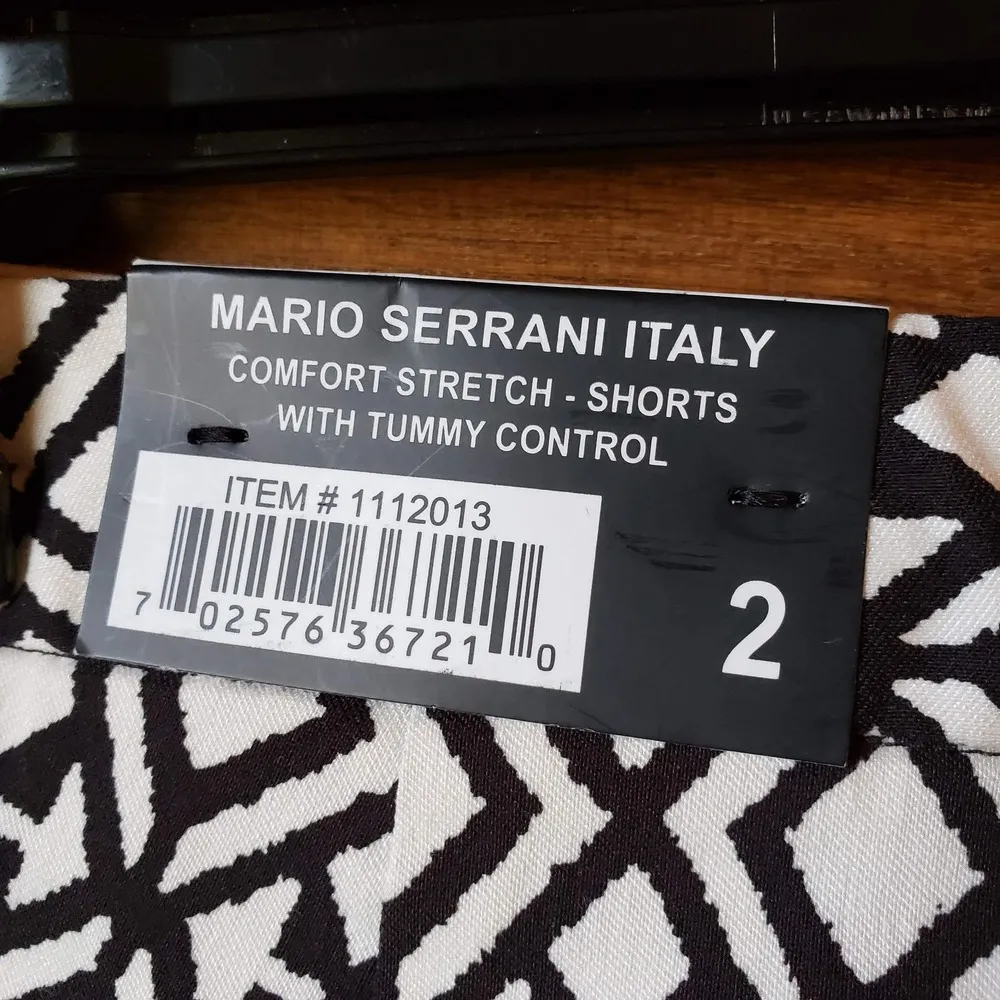 MARIO SERRANI ITALY
COMFORT STRETCH - SHORTS
WITH TUMMY CONTROL
ITEM # 1112013
7 02576 36721 0
2